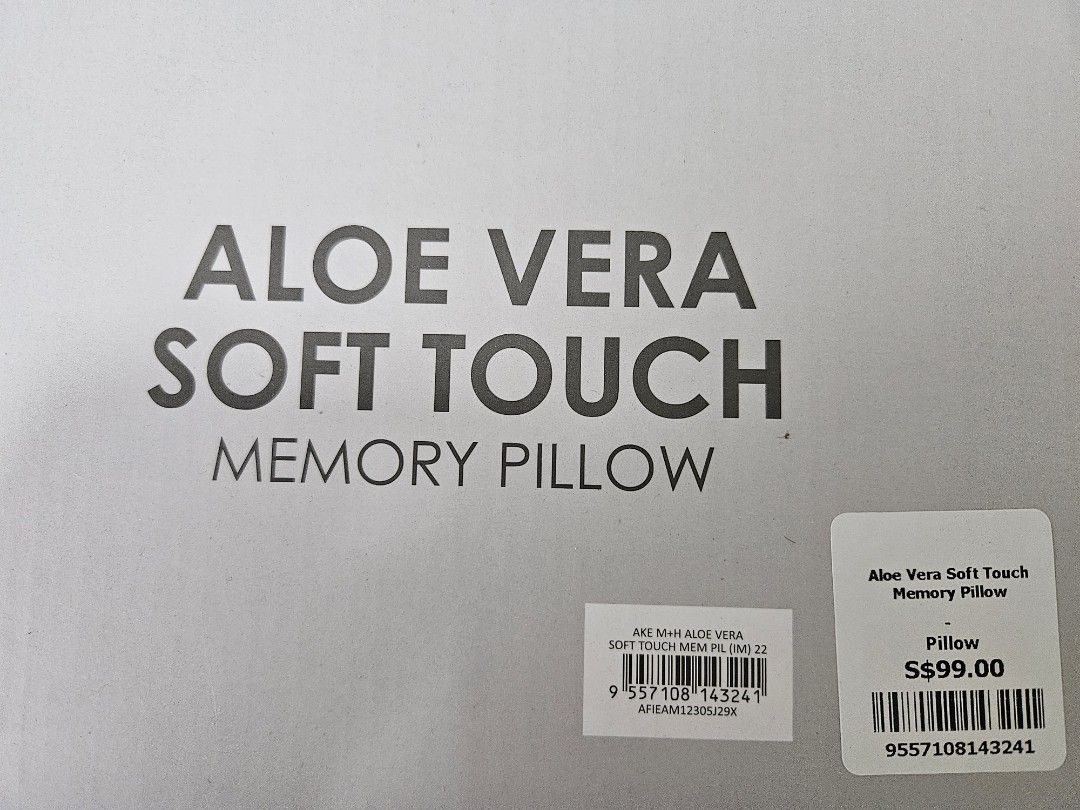 ALOE VERA
SOFT TOUCH
MEMORY PILLOW
AKE M+H ALOE VERA
SOFT TOUCH MEM PIL (IM) 22
9 557108 143241
AFIEAM12305J29X
Aloe Vera Soft Touch
Memory Pillow
-
Pillow
S$99.00
9557108143241